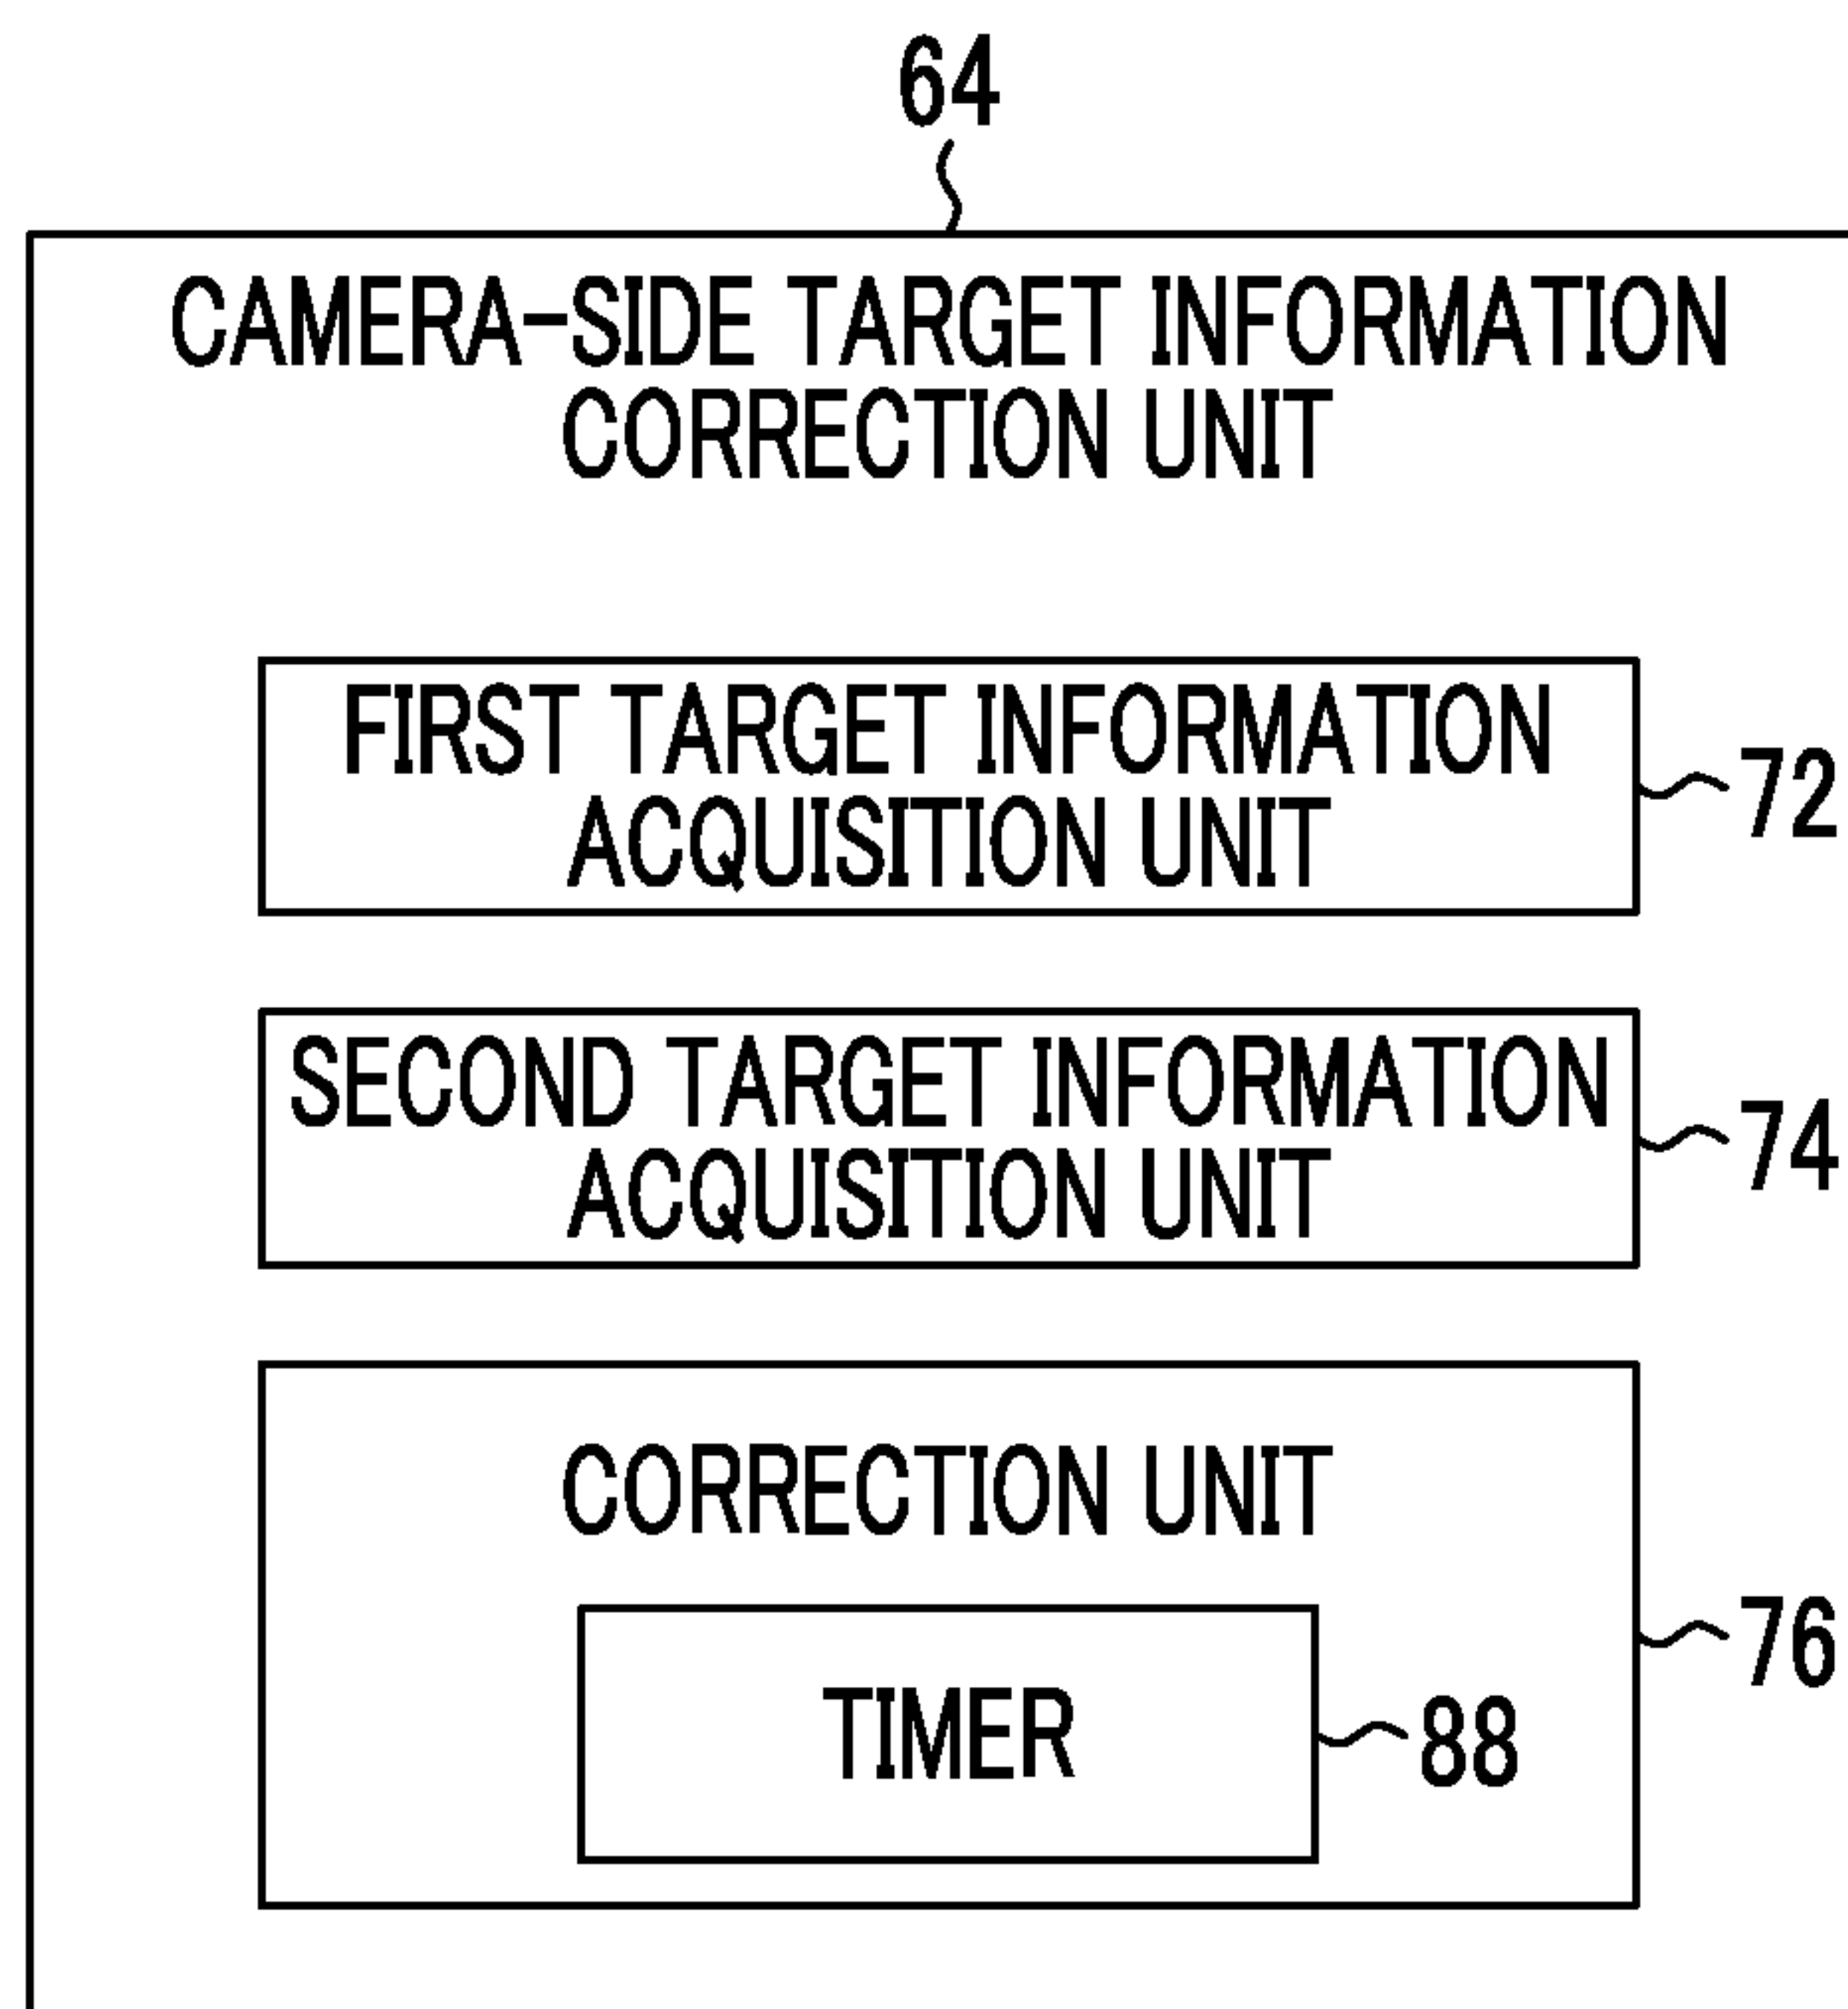 64
CAMERA-SIDE TARGET INFORMATION
CORRECTION UNIT
FIRST TARGET INFORMATION
ACQUISITION UNIT
72
SECOND TARGET INFORMATION
ACQUISITION UNIT
74
CORRECTION UNIT
76
TIMER
88